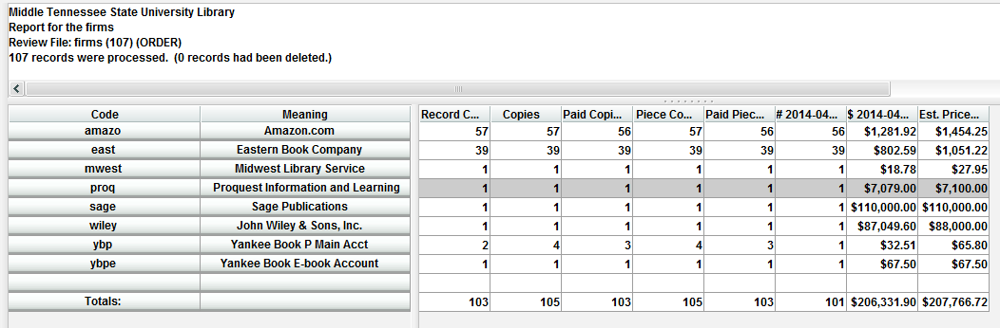 Middle Tennessee State University Library
Report for the firms
Review File: firms (107) (ORDER)
107 records were processed. (0 records had been deleted.)
Code Meaning Record C... Copies Paid Copi... Piece Co... Paid Piec... # 2014-04... $ 2014-04... Est. Price...
amazo Amazon.com 57 57 56 57 56 56 $1,281.92 $1,454.25
east Eastern Book Company 39 39 39 39 39 39 $802.59 $1,051.22
mwest Midwest Library Service 1 1 1 1 1 1 $18.78 $27.95
proq Proquest Information and Learning 1 1 1 1 1 1 $7,079.00 $7,100.00
sage Sage Publications 1 1 1 1 1 1 $110,000.00 $110,000.00
wiley John Wiley & Sons, Inc. 1 1 1 1 1 1 $87,049.60 $88,000.00
ybp Yankee Book P Main Acct 2 4 3 4 3 1 $32.51 $65.80
ybpe Yankee Book E-book Account 1 1 1 1 1 1 $67.50 $67.50
Totals: 103 105 103 105 103 101 $206,331.90 $207,766.72